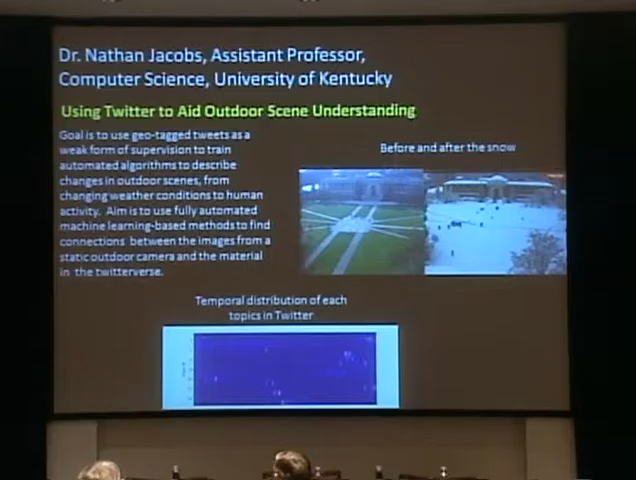 Dr. Nathan Jacobs, Assistant Professor,
Computer Science, University of Kentucky
Using Twitter to Aid Outdoor Scene Understanding
Goal is to use geo-tagged tweets as a
weak form of supervision to train
automated algorithms to describe
changes in outdoor scenes, from
changing weather conditions to human
activity. Aim is to use fully automated
machine learning-based methods to find
connections between the images from a
static outdoor camera and the material
in the twitterverse.
Before and after the snow
Temporal distribution of each
topics in Twitter